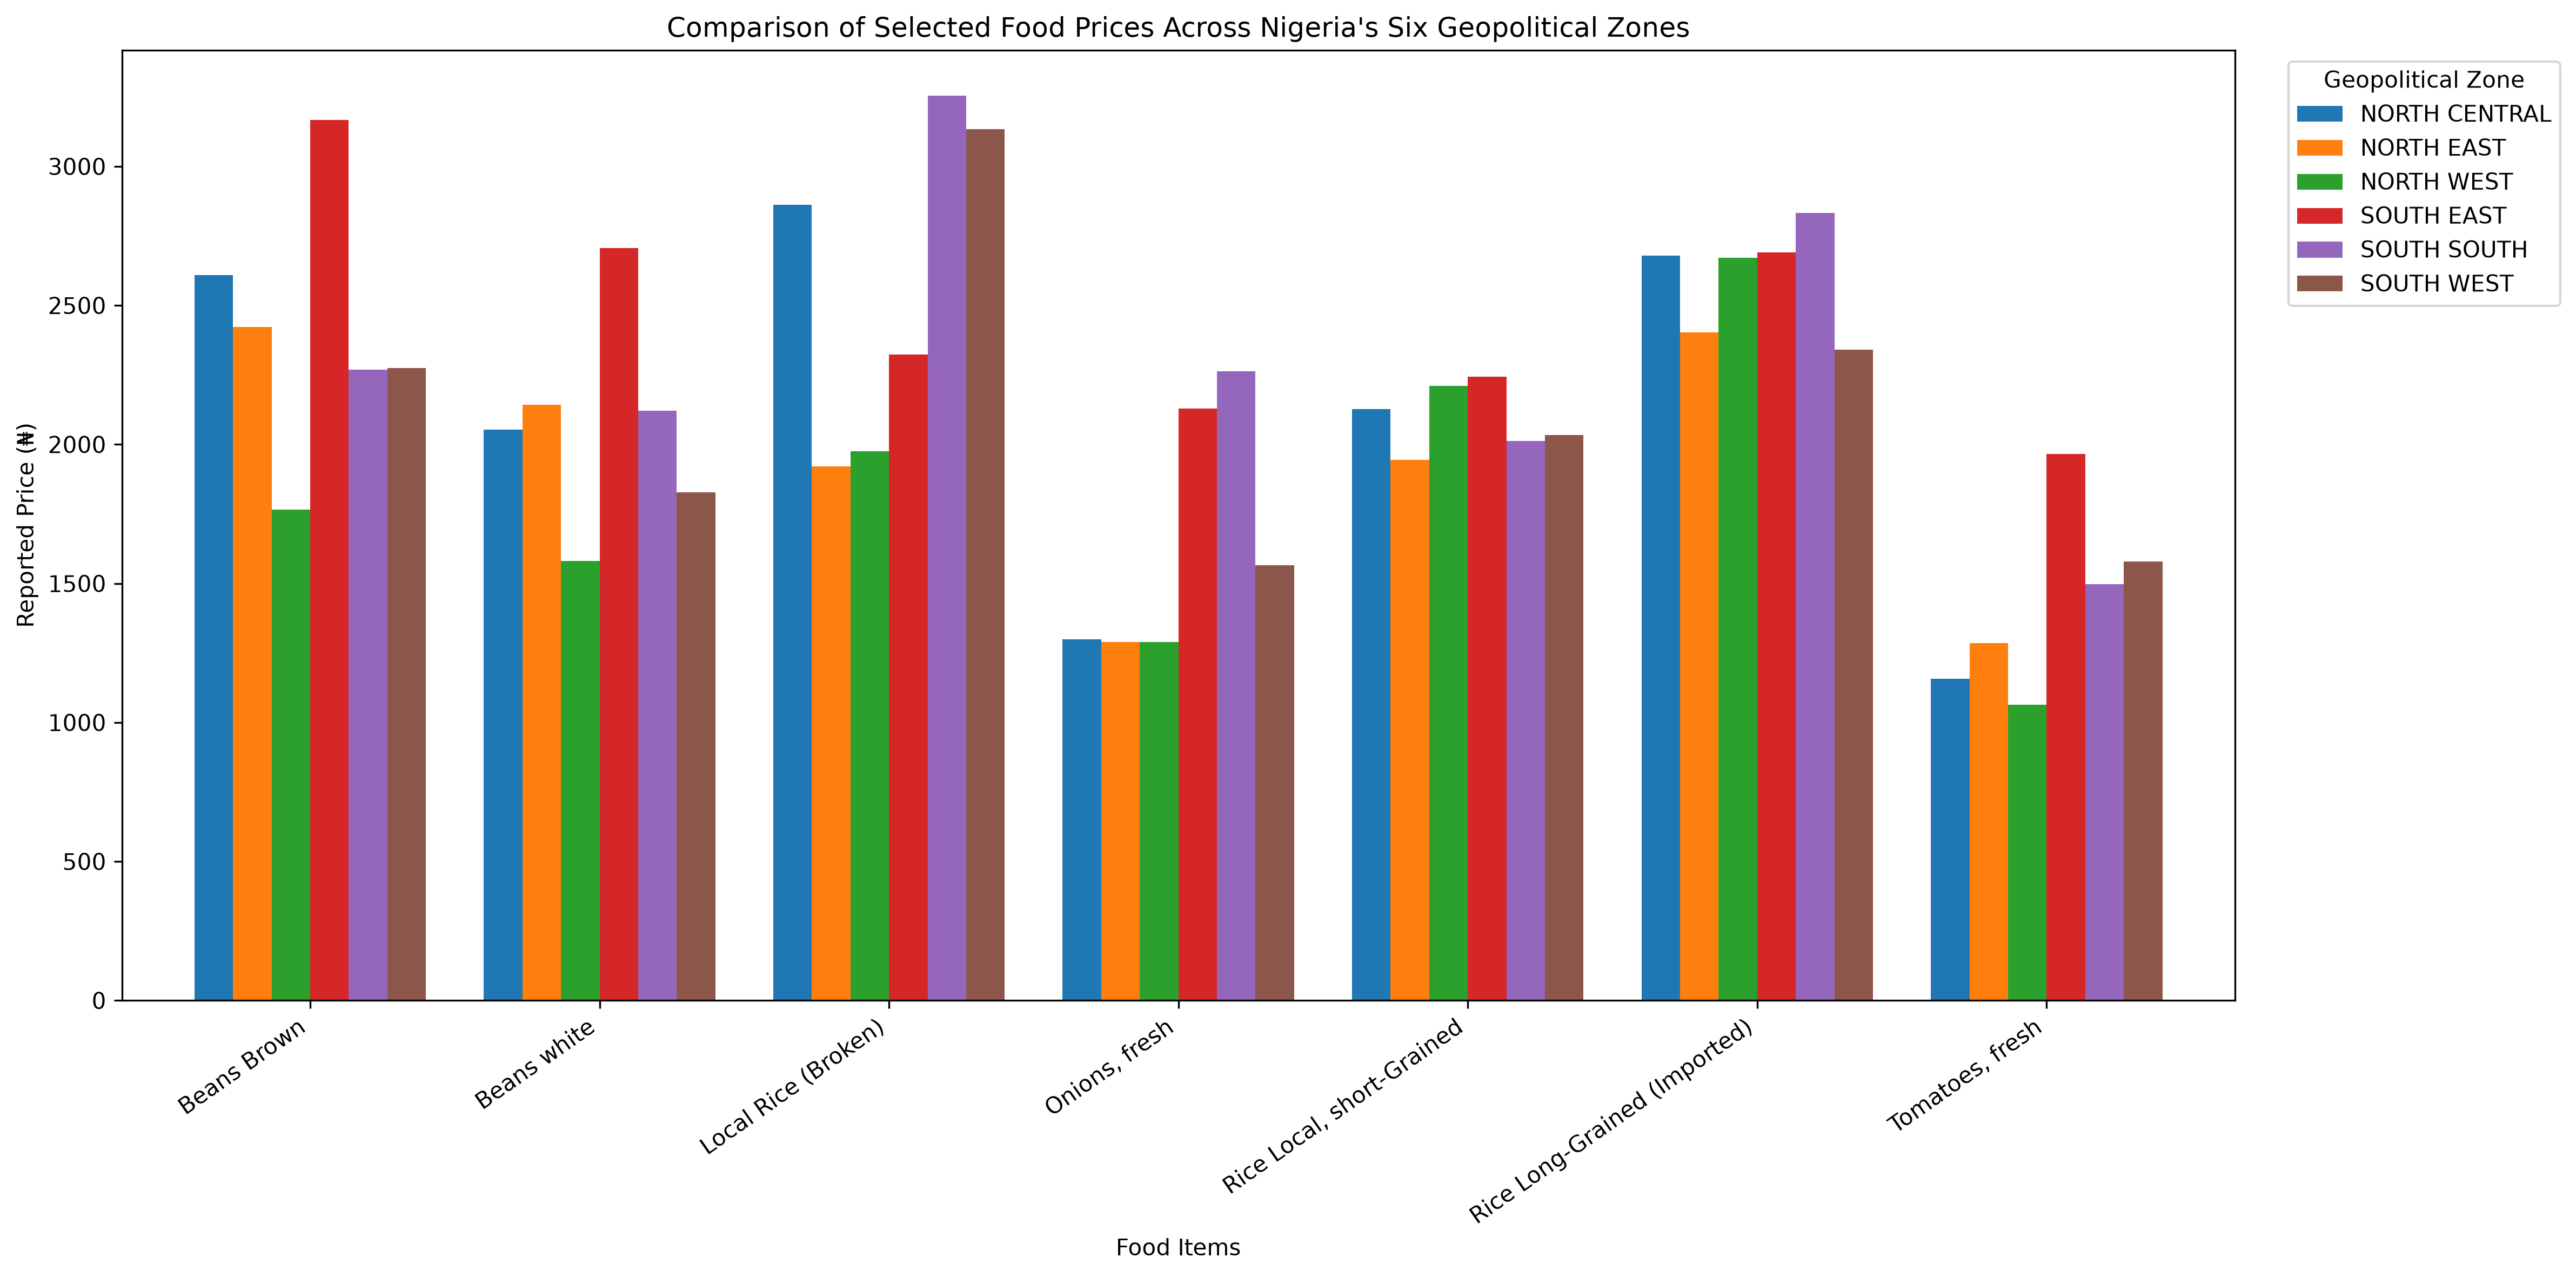 Comparison of Selected Food Prices Across Nigeria's Six Geopolitical Zones
Reported Price (₦)
3000
2500
2000
1500
1000
500
0
Beans Brown
Beans white
Local Rice (Broken)
Onions, fresh
Rice Local, short-Grained
Rice Long-Grained (Imported)
Tomatoes, fresh
Food Items
Geopolitical Zone
NORTH CENTRAL
NORTH EAST
NORTH WEST
SOUTH EAST
SOUTH SOUTH
SOUTH WEST